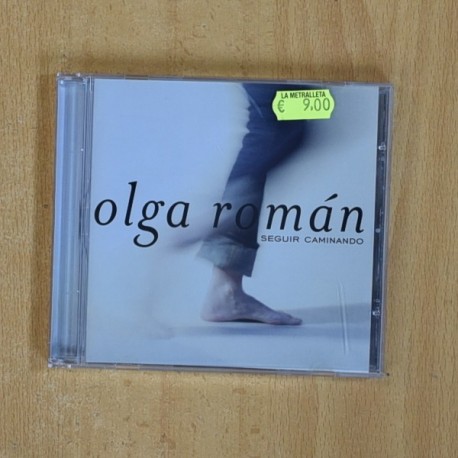 LA METRALLETA
€ 9,00
olga román
SEGUIR CAMINANDO